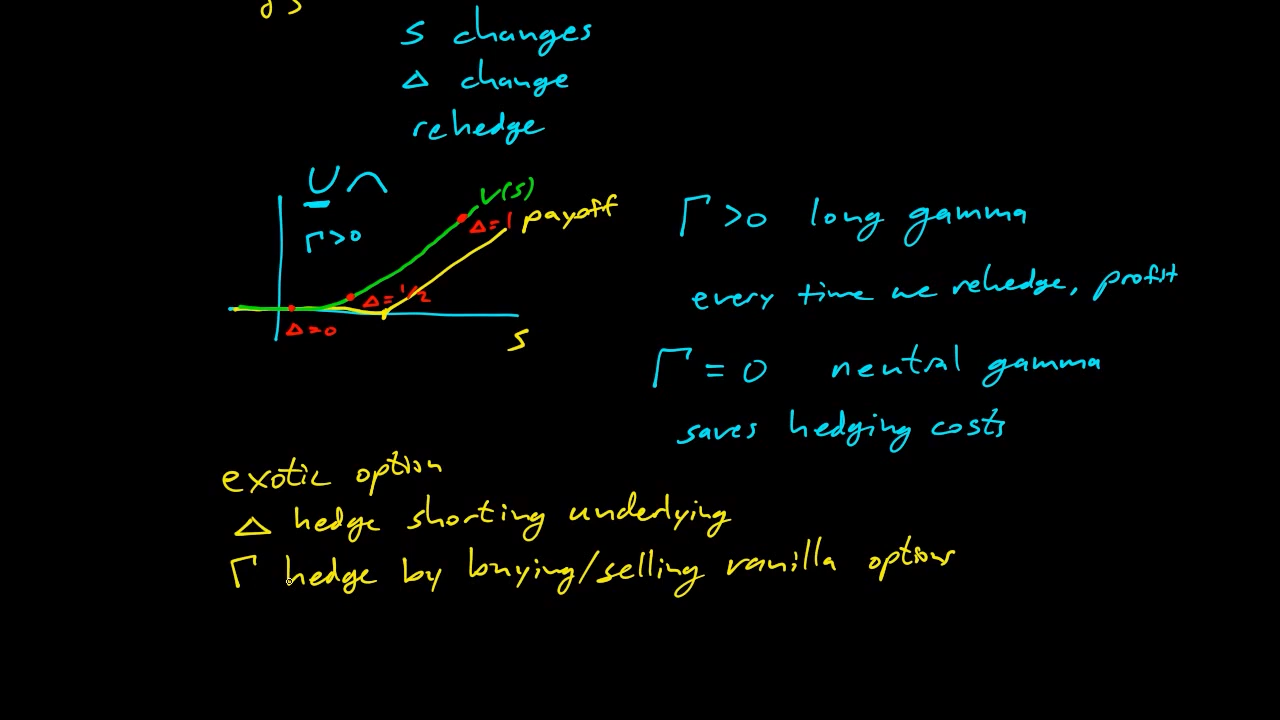 S changes
Δ change
rehedge
V(S)
payoff
Γ>0
Δ=1
Δ=1/2
Δ=0
S
Γ>0 long gamma
every time we rehedge, profit
Γ=0 neutral gamma
saves hedging costs
exotic option
Δ hedge shorting underlying
Γ hedge by buying/selling vanilla options